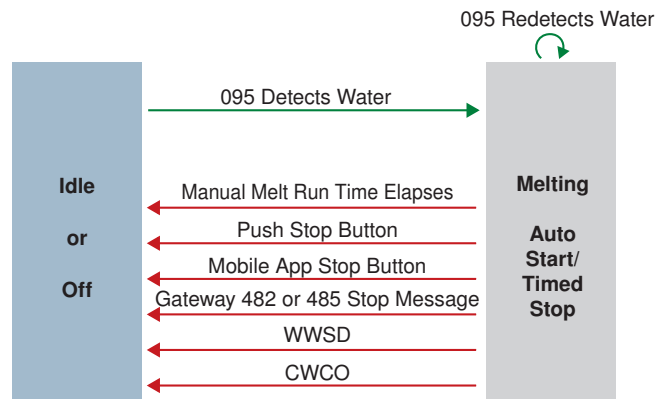 095 Redetects Water
095 Detects Water
Idle
or
Off
Manual Melt Run Time Elapses
Push Stop Button
Mobile App Stop Button
Gateway 482 or 485 Stop Message
WWSD
CWCO
Melting
Auto
Start/
Timed
Stop